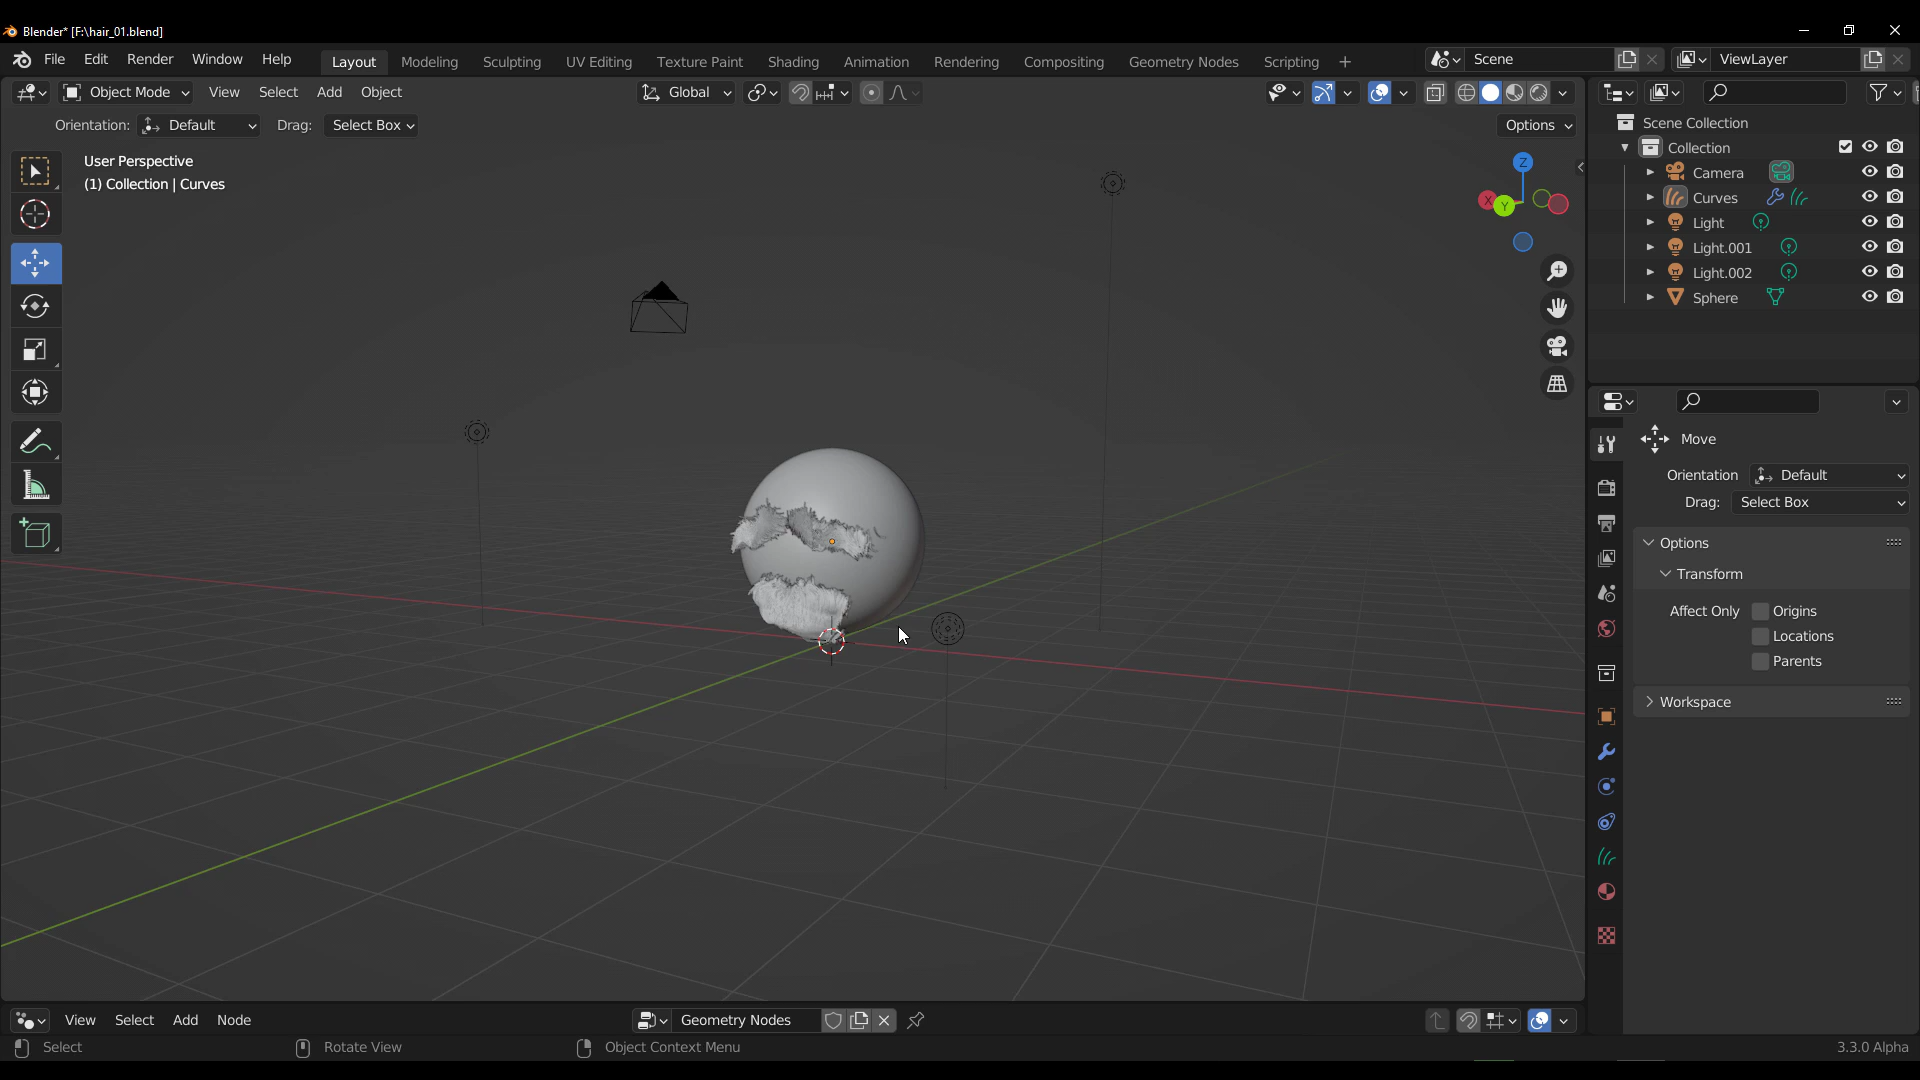 Blender* [F:\hair_01.blend]
File Edit Render Window Help Layout Modeling Sculpting UV Editing Texture Paint Shading Animation Rendering Compositing Geometry Nodes Scripting + Scene ViewLayer
Object Mode View Select Add Object Global
Orientation: Default Drag: Select Box Options
User Perspective
(1) Collection | Curves
Z
X
Y
Scene Collection
Collection
Camera
Curves
Light
Light.001
Light.002
Sphere
Move
Orientation Default
Drag: Select Box
Options
Transform
Affect Only Origins
Locations
Parents
Workspace
View Select Add Node Geometry Nodes
Select Rotate View Object Context Menu 3.3.0 Alpha